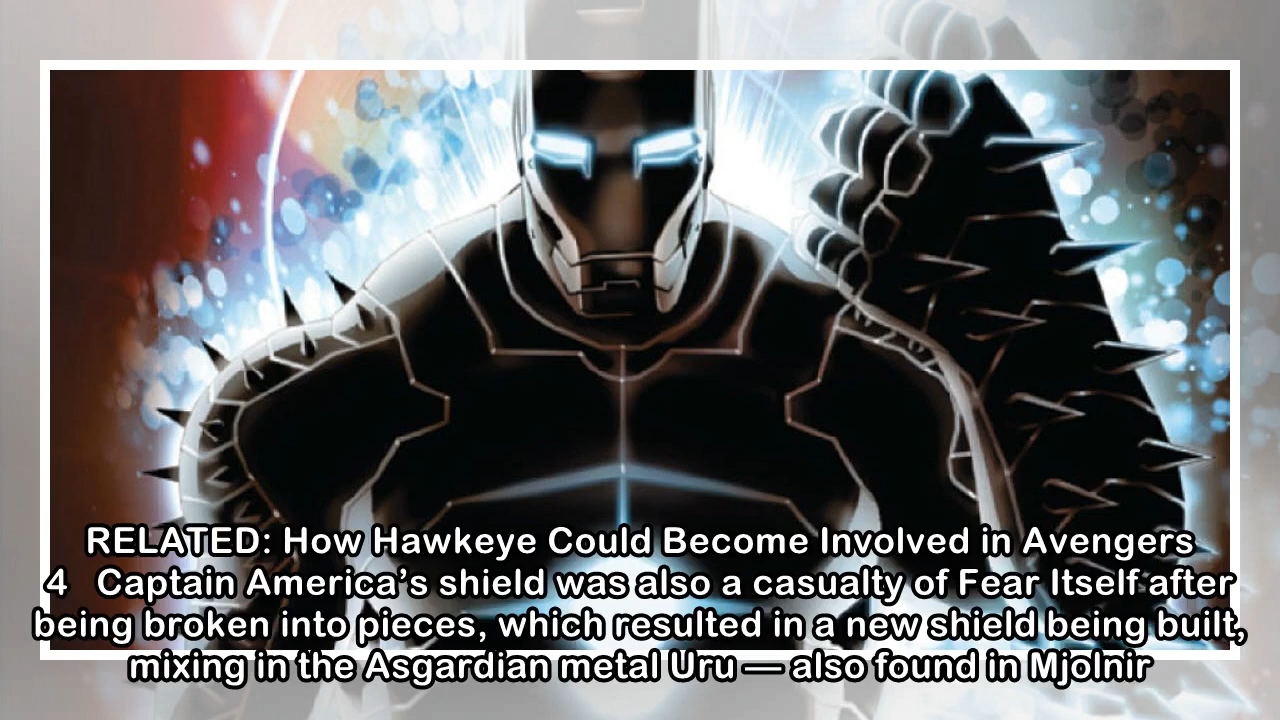 RELATED: How Hawkeye Could Become Involved in Avengers
4 Captain America’s shield was also a casualty of Fear Itself after
being broken into pieces, which resulted in a new shield being built,
mixing in the Asgardian metal Uru — also found in Mjolnir